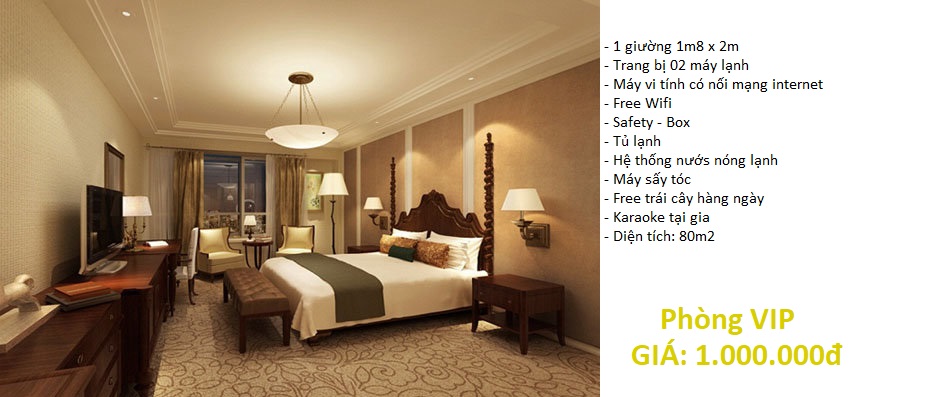 - 1 giường 1m8 x 2m
- Trang bị 02 máy lạnh
- Máy vi tính có nối mạng internet
- Free Wifi
- Safety - Box
- Tủ lạnh
- Hệ thống nướs nóng lạnh
- Máy sấy tóc
- Free trái cây hàng ngày
- Karaoke tại gia
- Diện tích: 80m2
Phòng VIP
GIÁ: 1.000.000đ